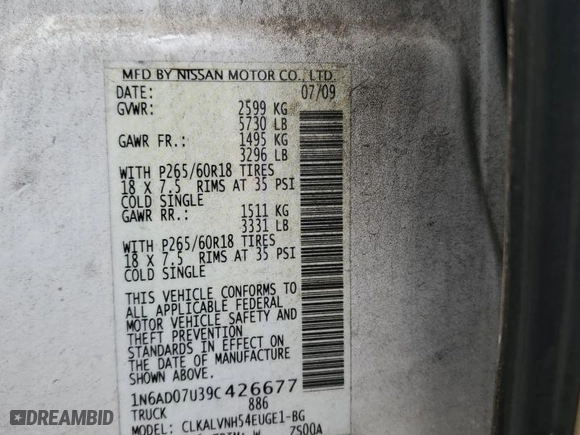 MFD BY NISSAN MOTOR CO., LTD.
DATE: 07/09
GVWR: 2599 KG
5730 LB
GAWR FR.: 1495 KG
3296 LB
WITH P265/60R18 TIRES
18 X 7.5 RIMS AT 35 PSI
COLD SINGLE
GAWR RR.: 1511 KG
3331 LB
WITH P265/60R18 TIRES
18 X 7.5 RIMS AT 35 PSI
COLD SINGLE
THIS VEHICLE CONFORMS TO
ALL APPLICABLE FEDERAL
MOTOR VEHICLE SAFETY AND
THEFT PREVENTION
STANDARDS IN EFFECT ON
THE DATE OF MANUFACTURE
SHOWN ABOVE.
1N6AD07U39C426677
TRUCK 886
MODEL: CLKALVNH54EUGE1-BG
TRIM: W ZS00A
DriveBidCars.com